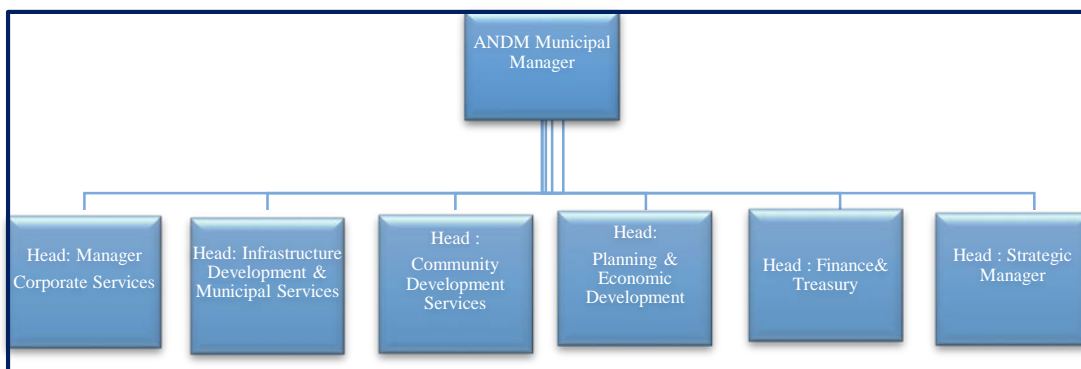 ANDM Municipal
Manager
Head: Manager
Corporate Services
Head: Infrastructure
Development &
Municipal Services
Head :
Community
Development
Services
Head:
Planning &
Economic
Development
Head : Finance&
Treasury
Head : Strategic
Manager